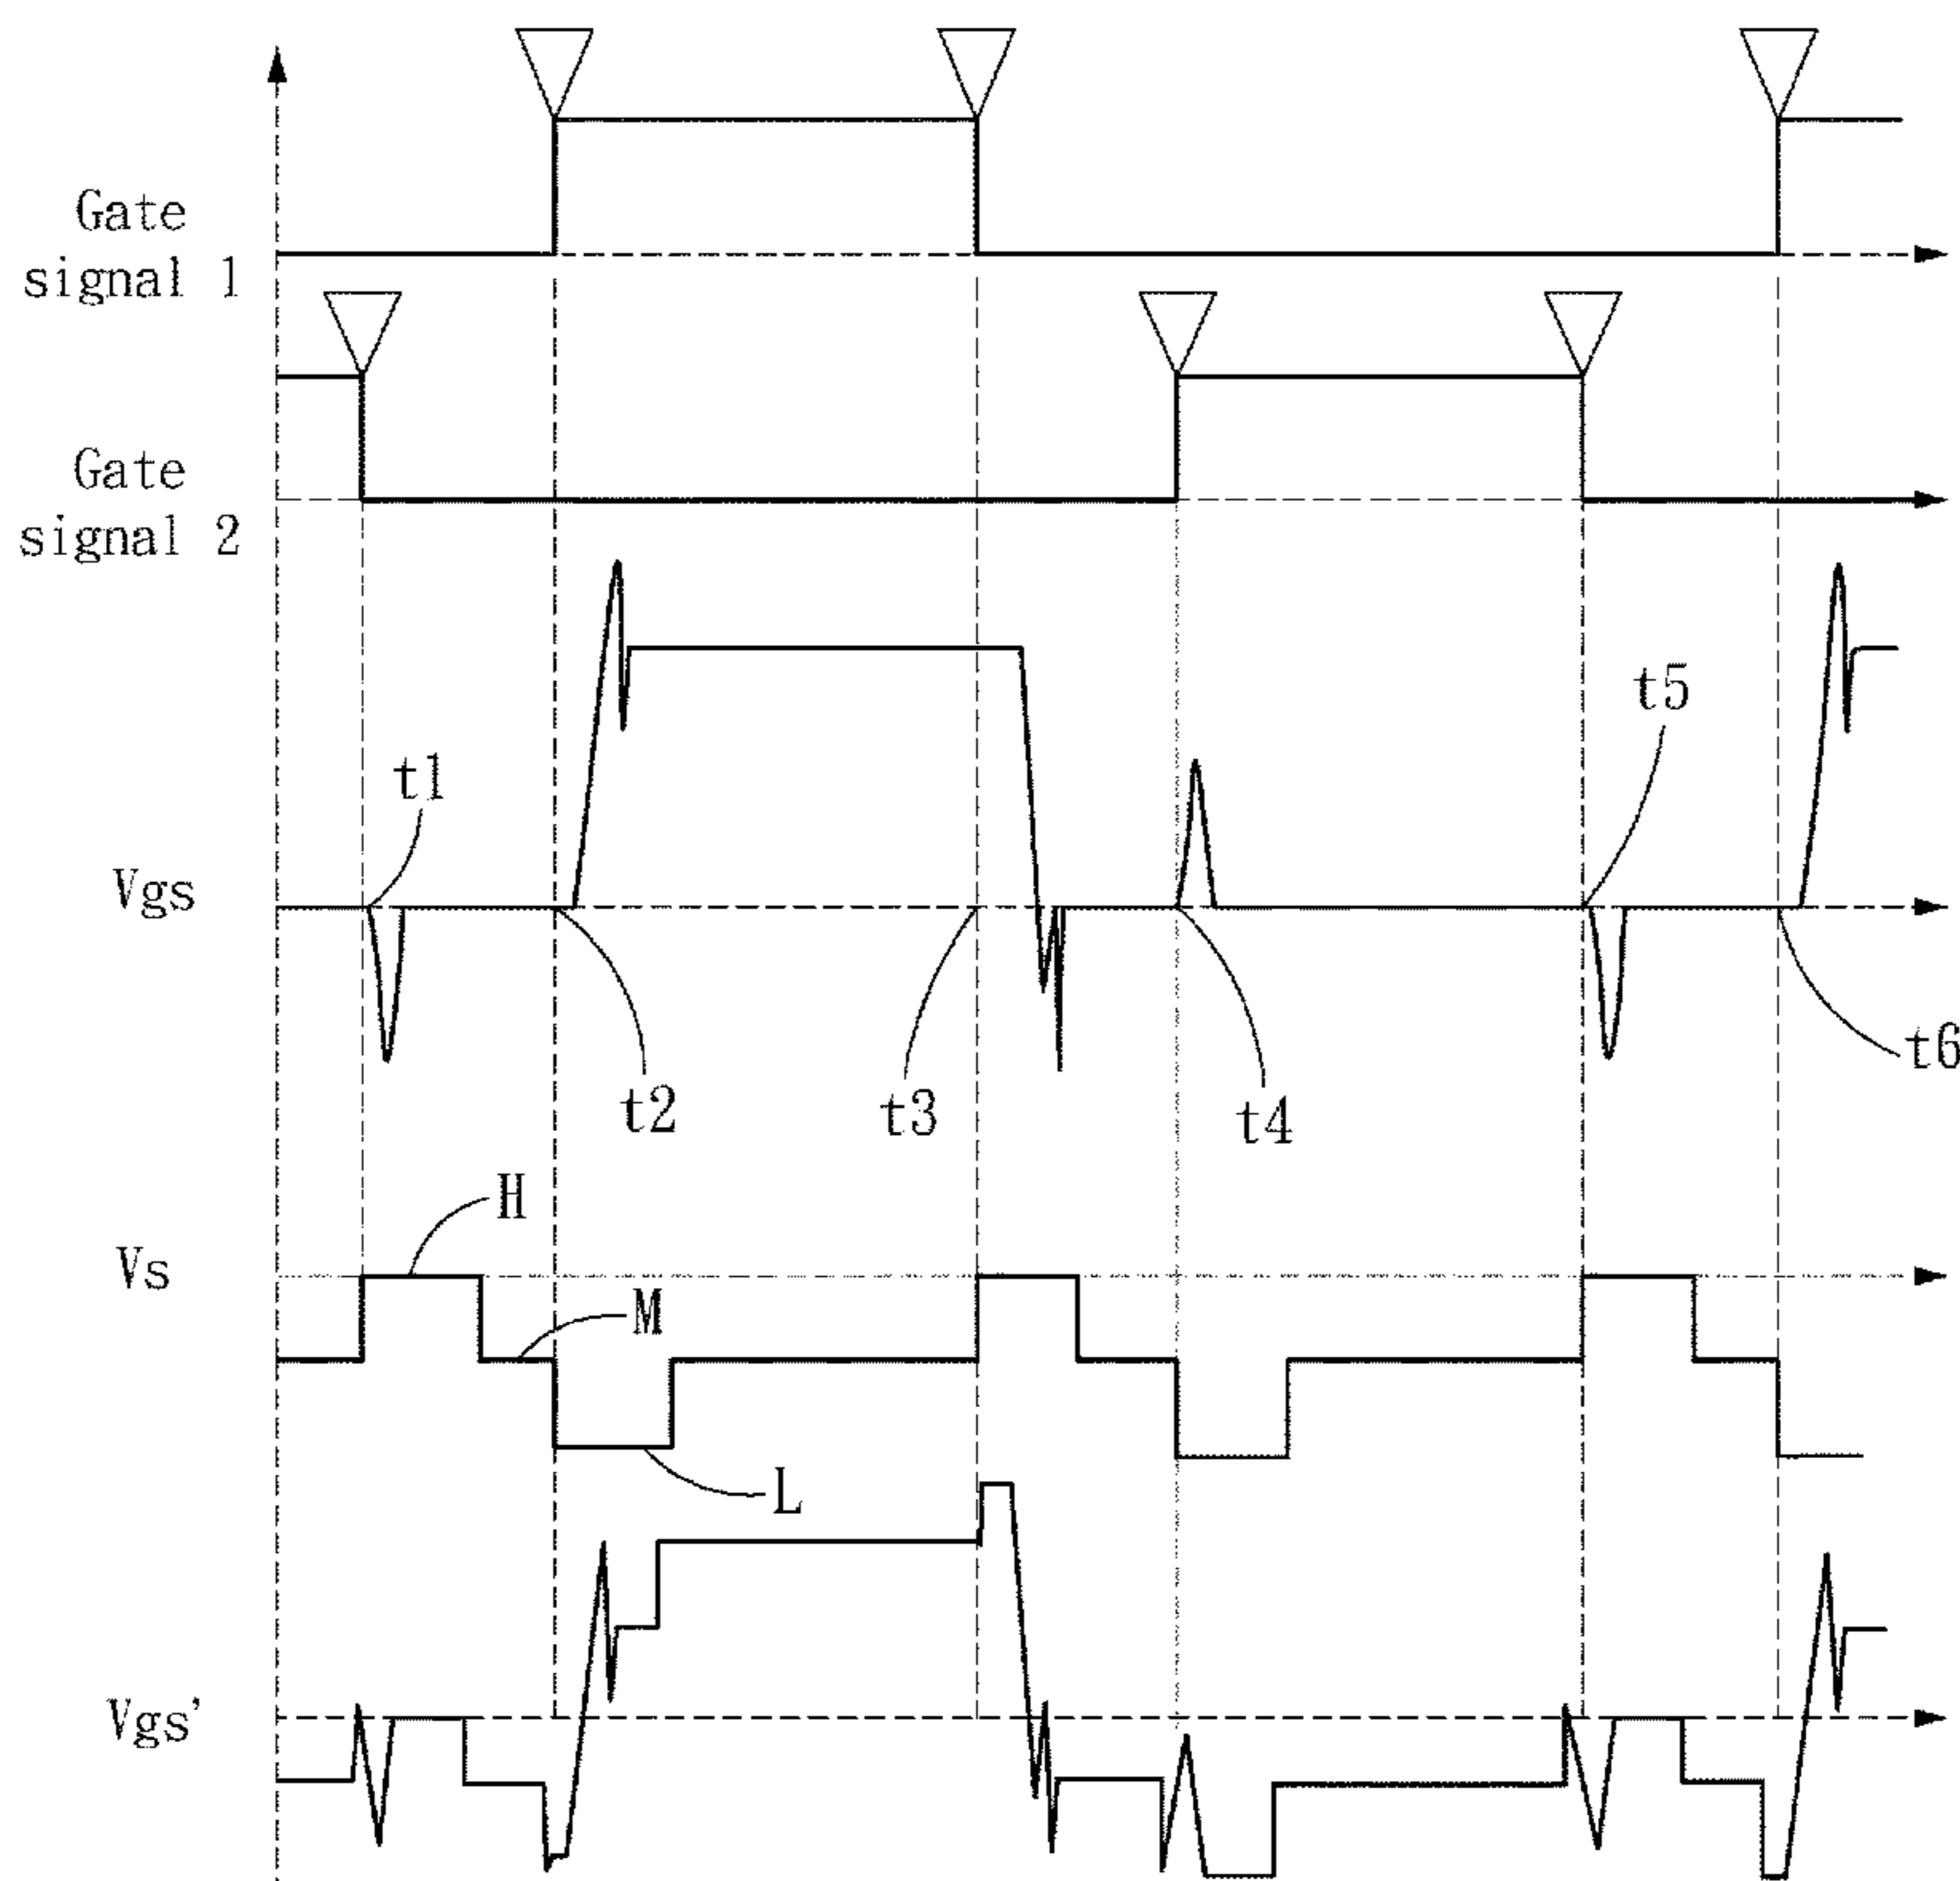 Gate
signal 1
Gate
signal 2
t5
t1
Vgs
t6
t2
t3
t4
H
Vs
M
L
Vgs'